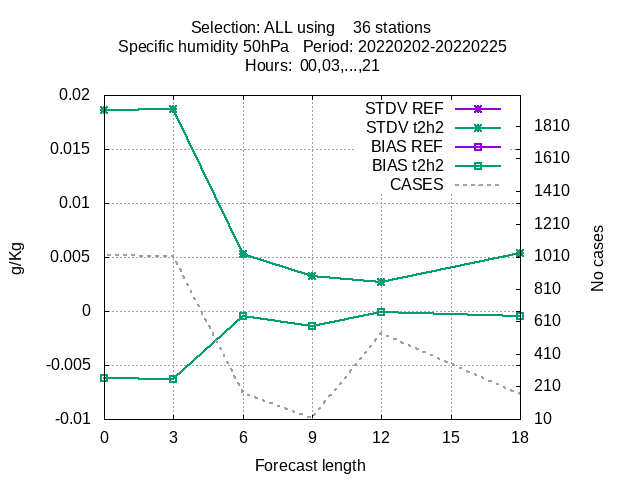 Selection: ALL using    36 stations
Specific humidity 50hPa   Period: 20220202-20220225
Hours:  00,03,...,21
0.02
0.015
0.01
0.005
0
-0.005
-0.01
g/Kg
STDV REF
STDV t2h2
BIAS REF
BIAS t2h2
CASES
1810
1610
1410
1210
1010
810
610
410
210
10
No cases
0 3 6 9 12 15 18
Forecast length